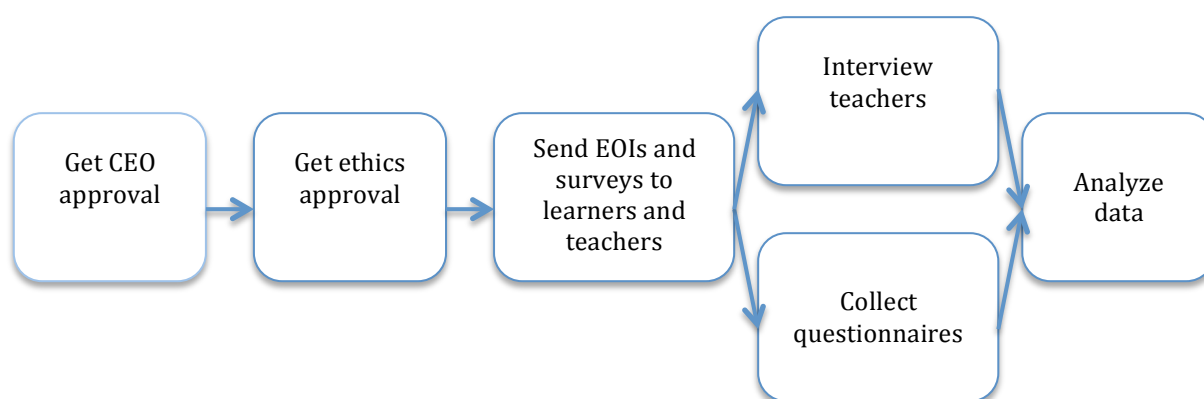 Get CEO
approval
Get ethics
approval
Send EOIs and
surveys to
learners and
teachers
Interview
teachers
Collect
questionnaires
Analyze
data